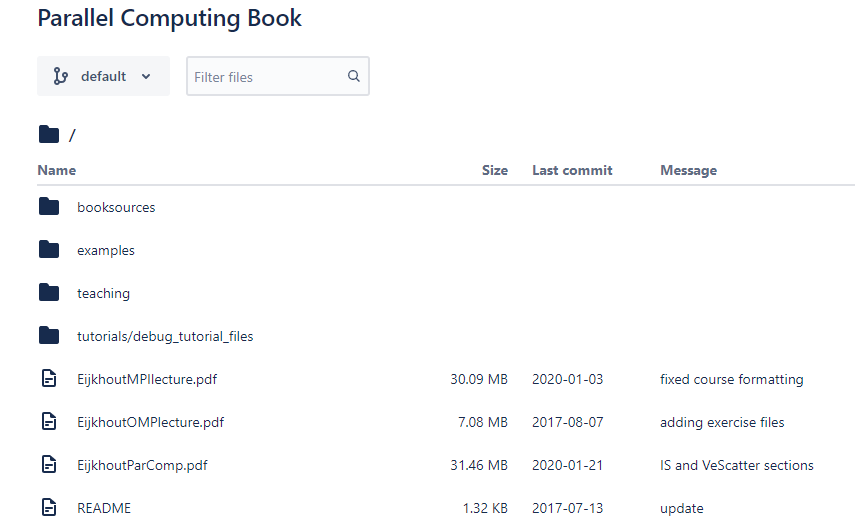 Parallel Computing Book
default
Filter files
/
Name Size Last commit Message
booksources
examples
teaching
tutorials/debug_tutorial_files
EijkhoutMPIlecture.pdf 30.09 MB 2020-01-03 fixed course formatting
EijkhoutOMPlecture.pdf 7.08 MB 2017-08-07 adding exercise files
EijkhoutParComp.pdf 31.46 MB 2020-01-21 IS and VeScatter sections
README 1.32 KB 2017-07-13 update